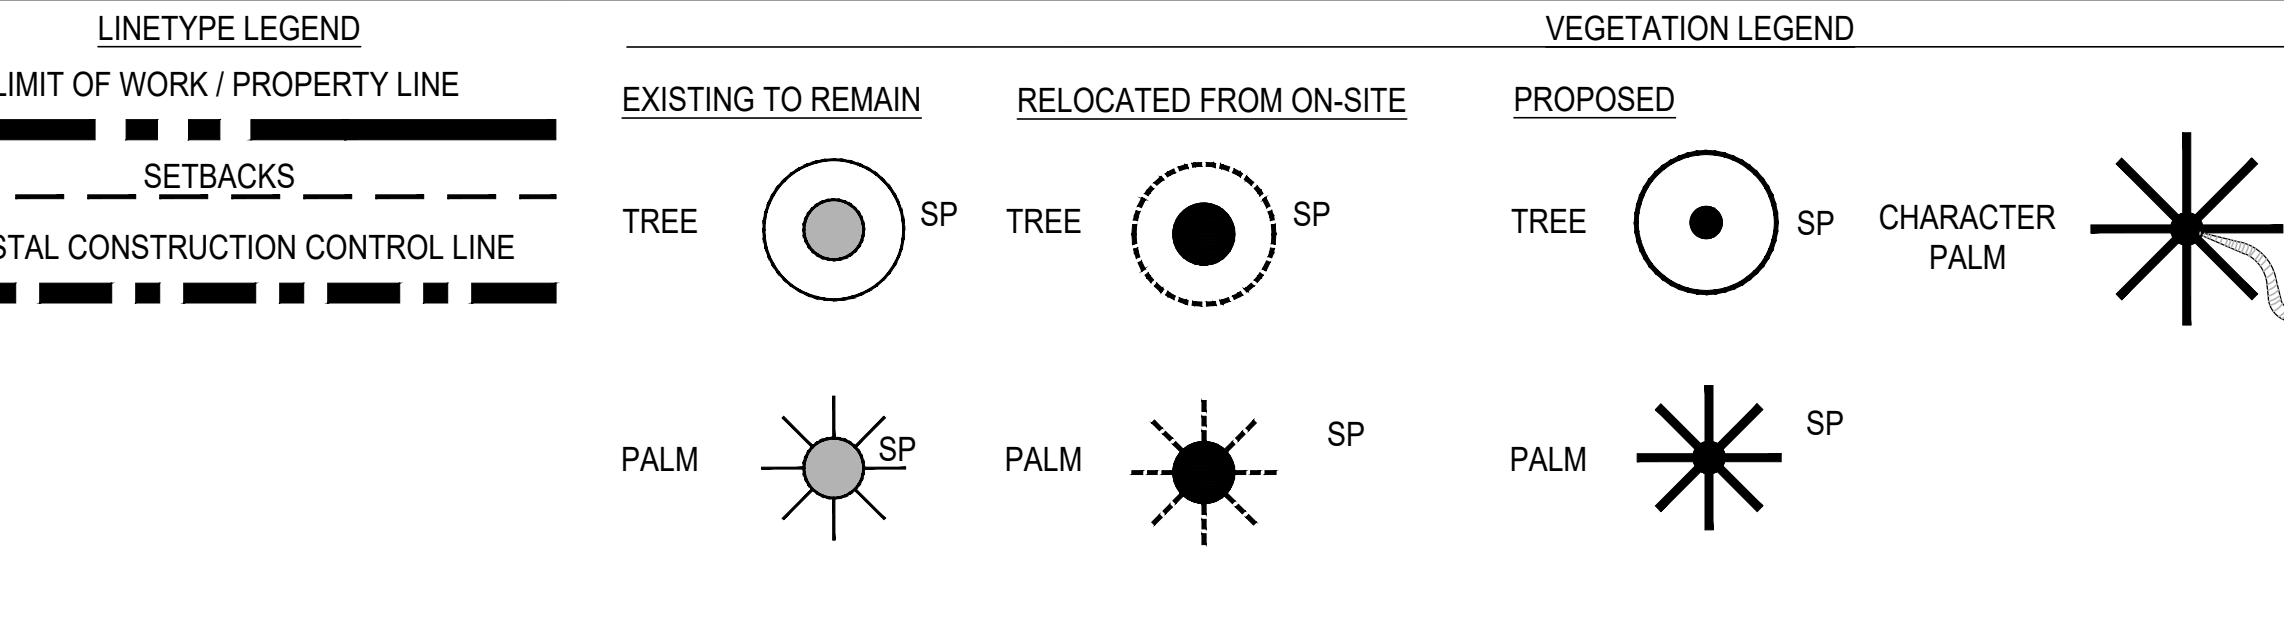 LINETYPE LEGEND
LIMIT OF WORK / PROPERTY LINE
SETBACKS
STAL CONSTRUCTION CONTROL LINE
VEGETATION LEGEND
EXISTING TO REMAIN
TREE SP
PALM SP
RELOCATED FROM ON-SITE
TREE SP
PALM SP
PROPOSED
TREE SP
PALM SP
CHARACTER
PALM